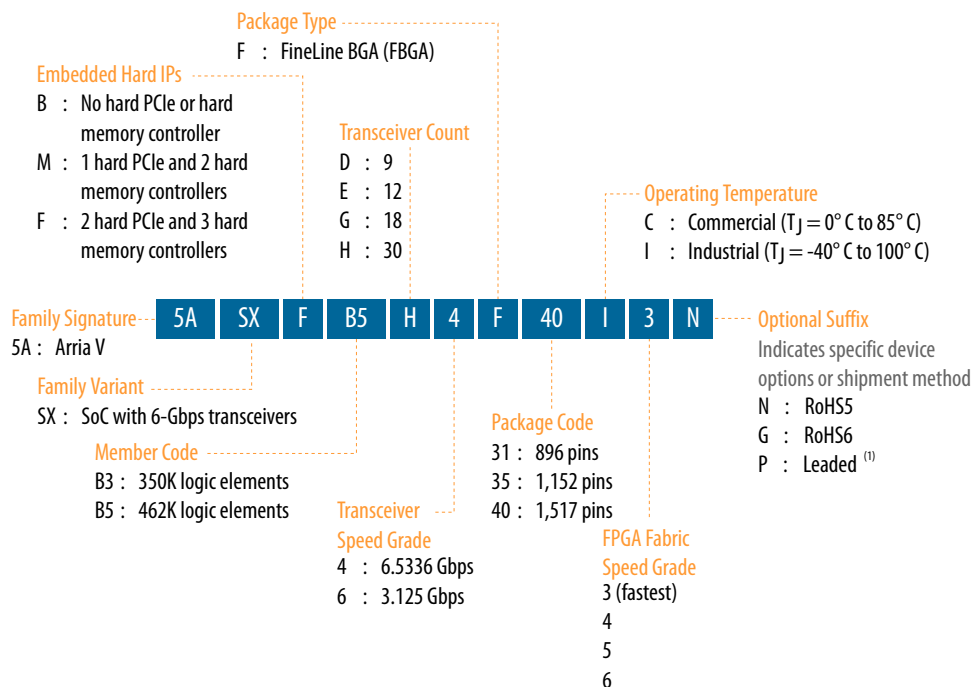 Package Type
F : FineLine BGA (FBGA)
Embedded Hard IPs
B : No hard PCIe or hard
memory controller
M : 1 hard PCIe and 2 hard
memory controllers
F : 2 hard PCIe and 3 hard
memory controllers
Transceiver Count
D : 9
E : 12
G : 18
H : 30
Operating Temperature
C : Commercial (TJ = 0° C to 85° C)
I : Industrial (TJ = -40° C to 100° C)
Family Signature
5A : Arria V
5A SX F B5 H 4 F 40 I 3 N
Optional Suffix
Indicates specific device
options or shipment method
N : RoHS5
G : RoHS6
P : Leaded (1)
Family Variant
SX : SoC with 6-Gbps transceivers
Member Code
B3 : 350K logic elements
B5 : 462K logic elements
Transceiver
Speed Grade
4 : 6.5336 Gbps
6 : 3.125 Gbps
Package Code
31 : 896 pins
35 : 1,152 pins
40 : 1,517 pins
FPGA Fabric
Speed Grade
3 (fastest)
4
5
6